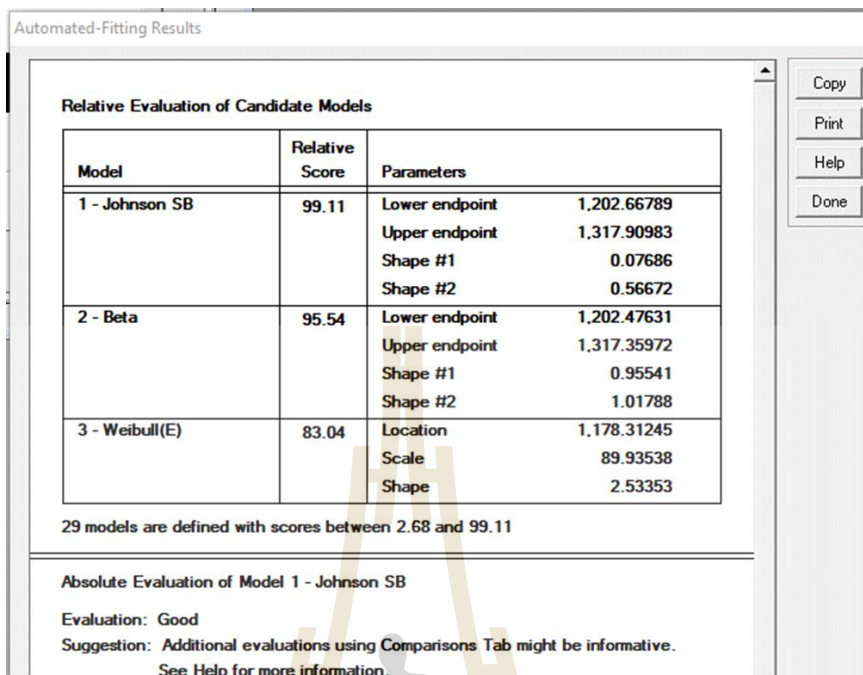 Automated-Fitting Results
Copy
Print
Help
Done
Relative Evaluation of Candidate Models
Model Relative Score Parameters
1 - Johnson SB 99.11 Lower endpoint 1,202.66789
Upper endpoint 1,317.90983
Shape #1 0.07686
Shape #2 0.56672
2 - Beta 95.54 Lower endpoint 1,202.47631
Upper endpoint 1,317.35972
Shape #1 0.95541
Shape #2 1.01788
3 - Weibull(E) 83.04 Location 1,178.31245
Scale 89.93538
Shape 2.53353
29 models are defined with scores between 2.68 and 99.11
Absolute Evaluation of Model 1 - Johnson SB
Evaluation: Good
Suggestion: Additional evaluations using Comparisons Tab might be informative.
See Help for more information.